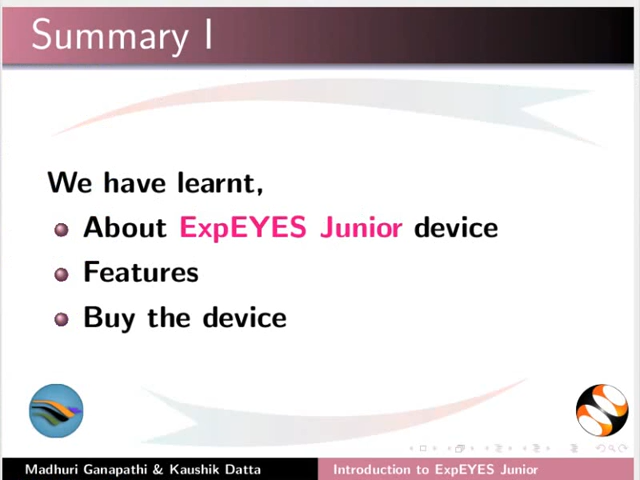 Summary I
We have learnt,
About ExpEYES Junior device
Features
Buy the device
Madhuri Ganapathi & Kaushik Datta
Introduction to ExpEYES Junior